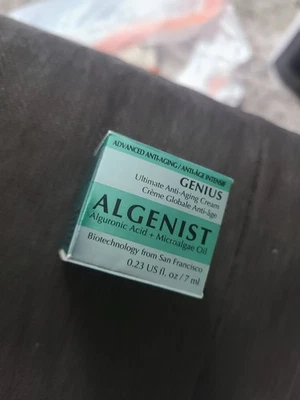 ADVANCED ANTI-AGING / ANTI-ÂGE INTENSIF
GENIUS
Ultimate Anti-Aging Cream
Crème Globale Anti-âge
ALGENIST
Alguronic Acid + Microalgae Oil
Biotechnology from San Francisco
0.23 US fl. oz / 7 ml